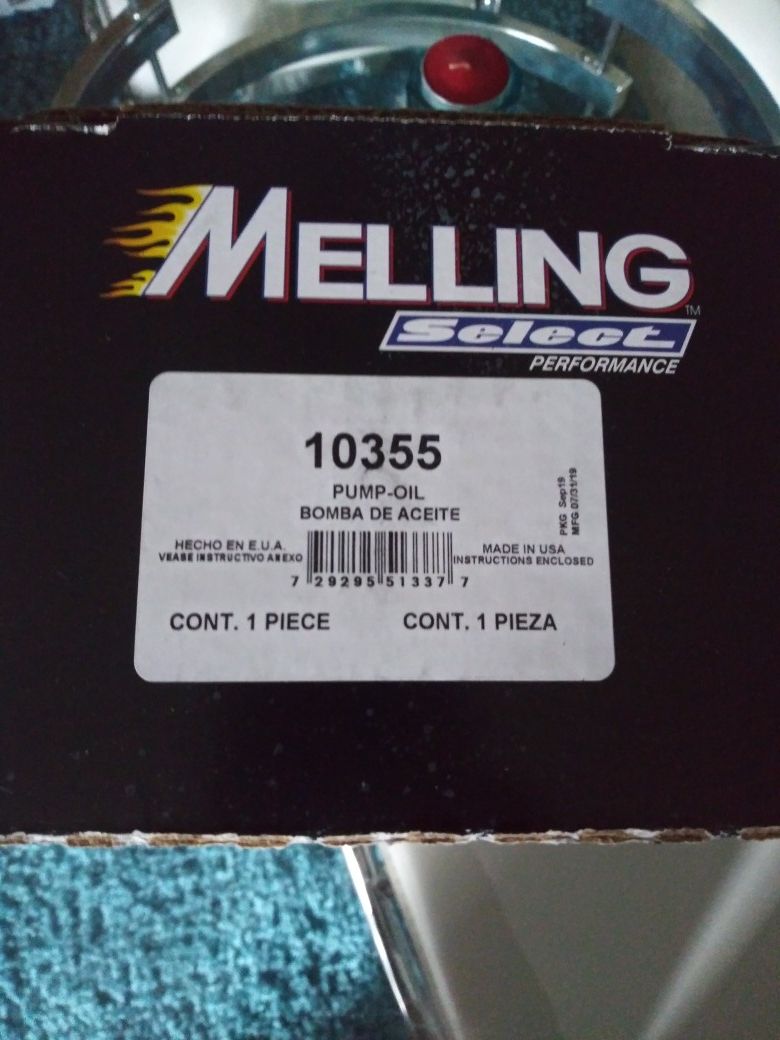 MELLING™
Select
PERFORMANCE
10355
PUMP-OIL
BOMBA DE ACEITE
PKG Sep19
MFG 07/31/19
HECHO EN E.U.A.
VEASE INSTRUCTIVO ANEXO
MADE IN USA
INSTRUCTIONS ENCLOSED
7 29295 51337 7
CONT. 1 PIECE
CONT. 1 PIEZA